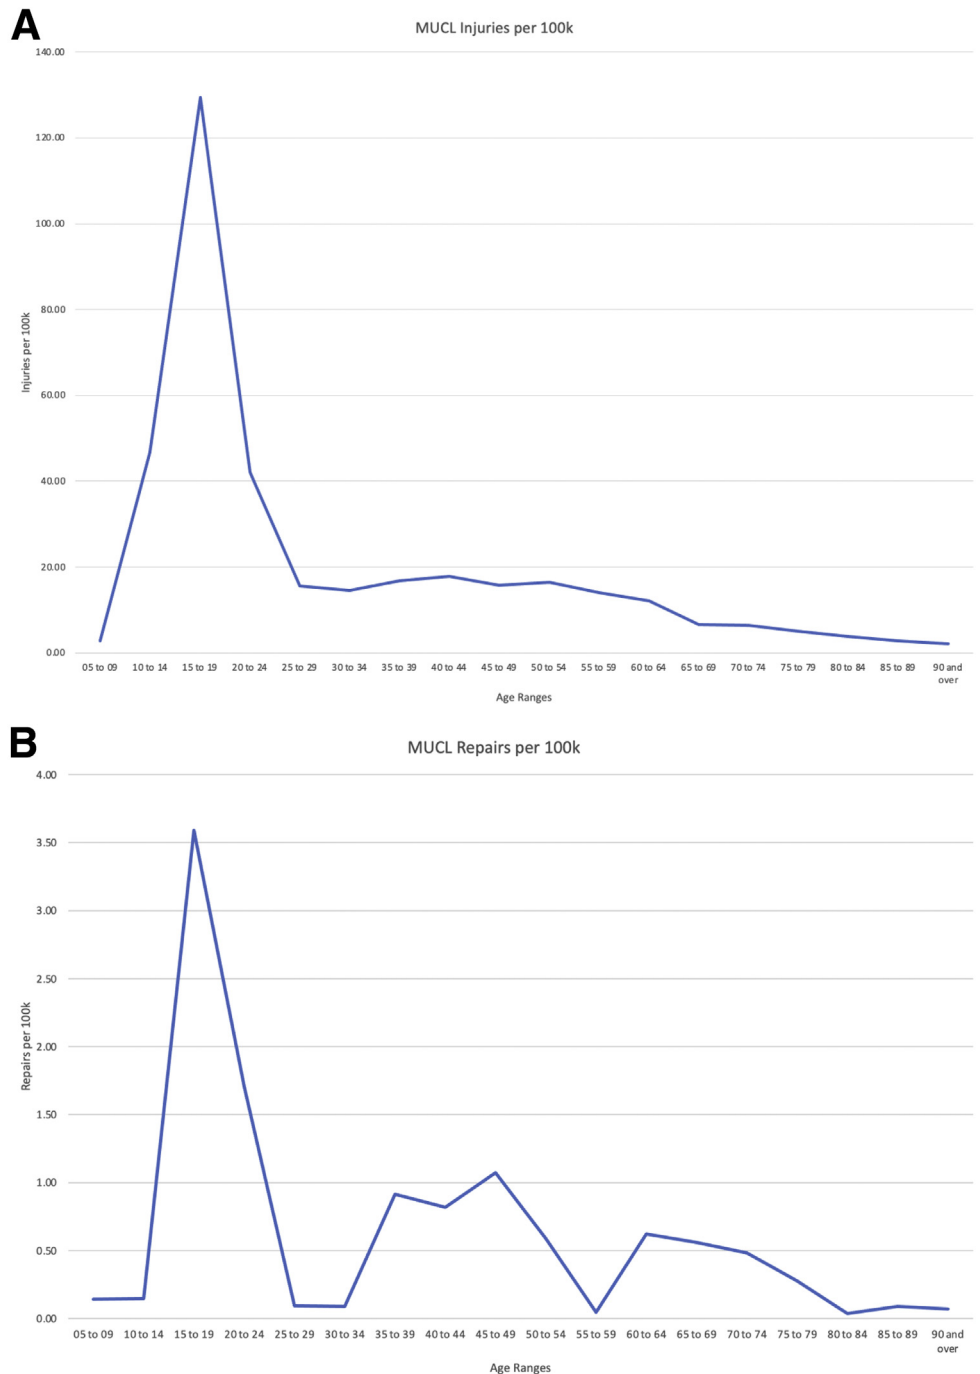 A
MUCL Injuries per 100k
140.00
120.00
100.00
80.00
60.00
40.00
20.00
0.00
Injuries per 100k
05 to 09 10 to 14 15 to 19 20 to 24 25 to 29 30 to 34 35 to 39 40 to 44 45 to 49 50 to 54 55 to 59 60 to 64 65 to 69 70 to 74 75 to 79 80 to 84 85 to 89 90 and
over
Age Ranges
B
MUCL Repairs per 100k
4.00
3.50
3.00
2.50
2.00
1.50
1.00
0.50
0.00
Repairs per 100k
05 to 09 10 to 14 15 to 19 20 to 24 25 to 29 30 to 34 35 to 39 40 to 44 45 to 49 50 to 54 55 to 59 60 to 64 65 to 69 70 to 74 75 to 79 80 to 84 85 to 89 90 and
over
Age Ranges